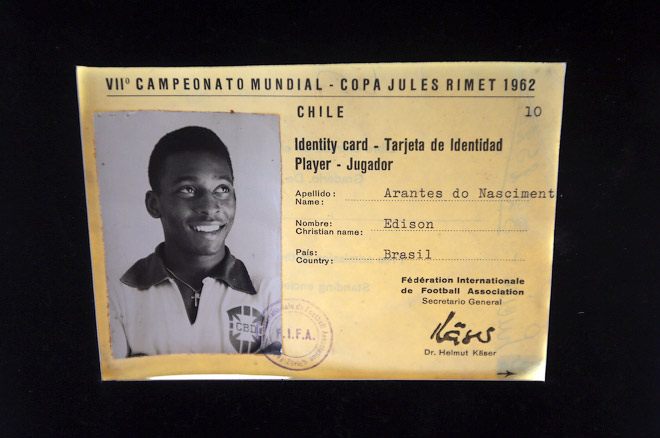 VIIº CAMPEONATO MUNDIAL - COPA JULES RIMET 1962
CHILE 10
Identity card - Tarjeta de Identidad
Player - Jugador
Apellido: Arantes do Nasciment
Name:
Nombre: Edison
Christian name:
País: Brasil
Country:
Fédération Internationale
de Football Association
Secretario General
Käser
Dr. Helmut Käser
CBD
F.I.F.A.